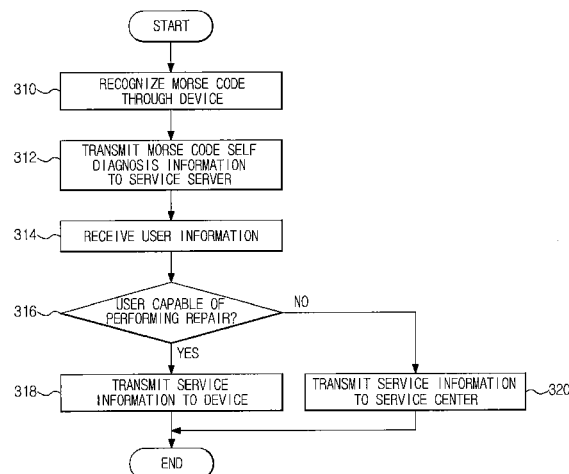 START
310
RECOGNIZE MORSE CODE
THROUGH DEVICE
312
TRANSMIT MORSE CODE SELF
DIAGNOSIS INFORMATION
TO SERVICE SERVER
314
RECEIVE USER INFORMATION
316
USER CAPABLE OF
PERFORMING REPAIR?
NO
YES
318
TRANSMIT SERVICE
INFORMATION TO DEVICE
TRANSMIT SERVICE INFORMATION
TO SERVICE CENTER
320
END